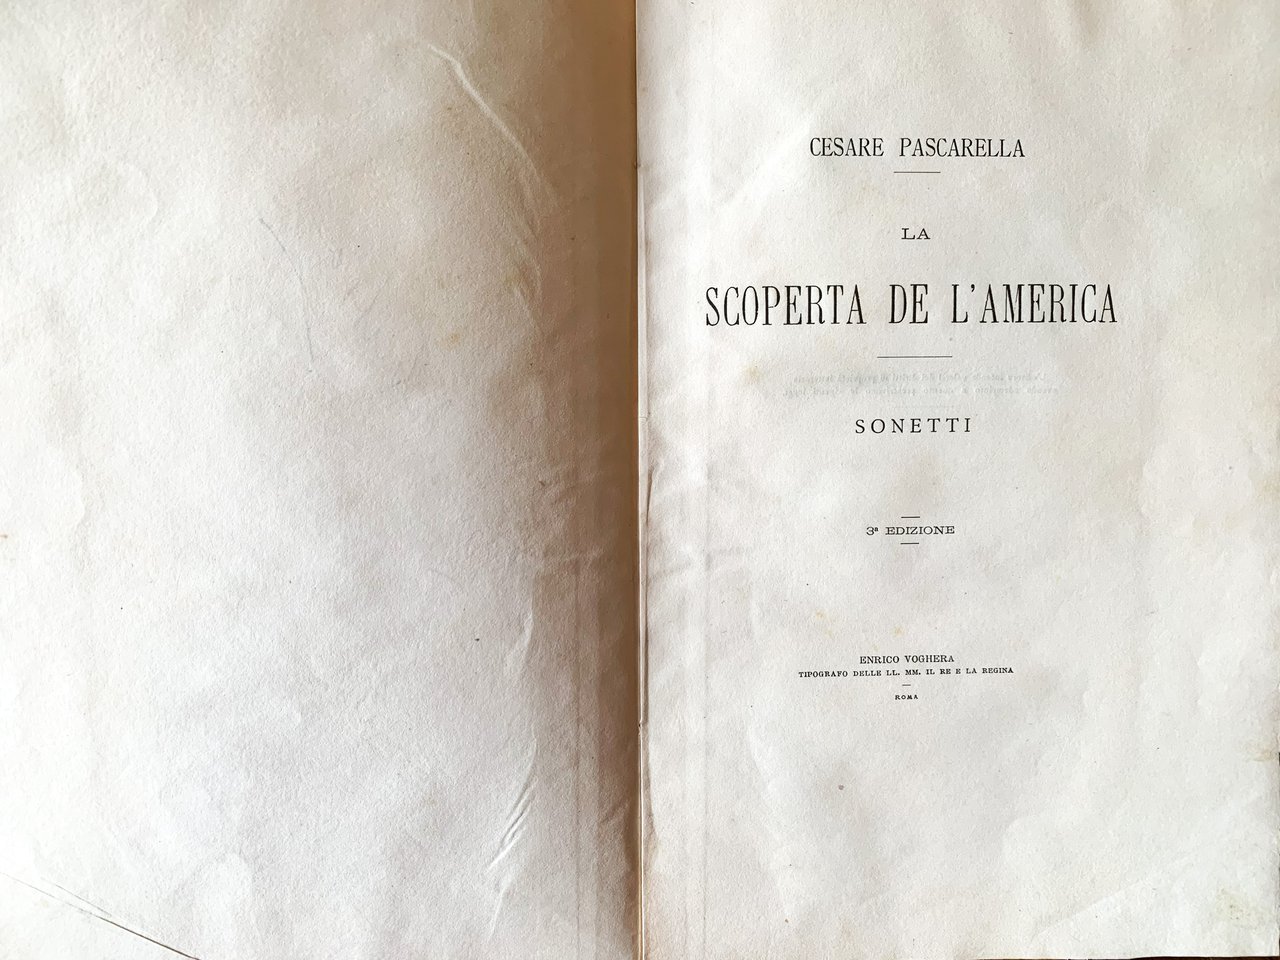 CESARE PASCARELLA
LA
SCOPERTA DE L'AMERICA
SONETTI
3ª EDIZIONE
ENRICO VOGHERA
TIPOGRAFO DELLE LL. MM. IL RE E LA REGINA
ROMA